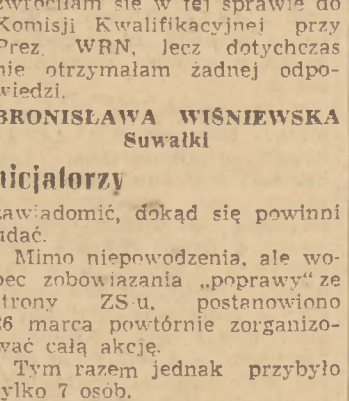 zwróciłam się w tej sprawie do
Komisji Kwalifikacyjnej przy
Prez. WRN, lecz dotychczas
nie otrzymałam żadnej odpo-
wiedzi.
BRONISŁAWA WIŚNIEWSKA
Suwałki
nicjatorzy
zawiadomić, dokąd się powinni
udać.
Mimo niepowodzenia, ale wo-
bec zobowiązania „poprawy” ze
strony ZS-u, postanowiono
26 marca powtórnie zorganizo-
wać całą akcję.
Tym razem jednak przybyło
tylko 7 osób.